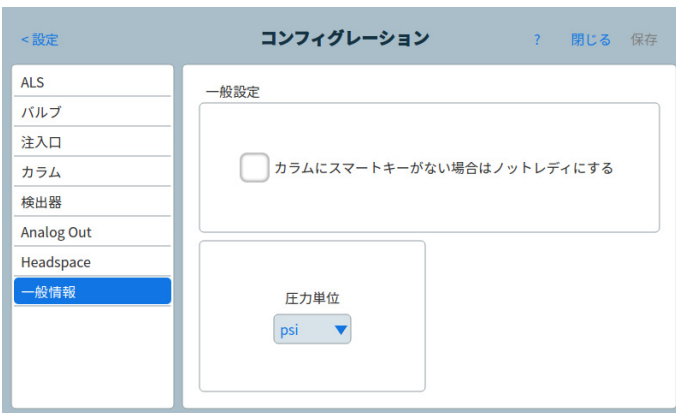 < 設定
コンフィグレーション
?
閉じる
保存
ALS
バルブ
注入口
カラム
検出器
Analog Out
Headspace
一般情報
一般設定
カラムにスマートキーがない場合はノットレディにする
圧力単位
psi